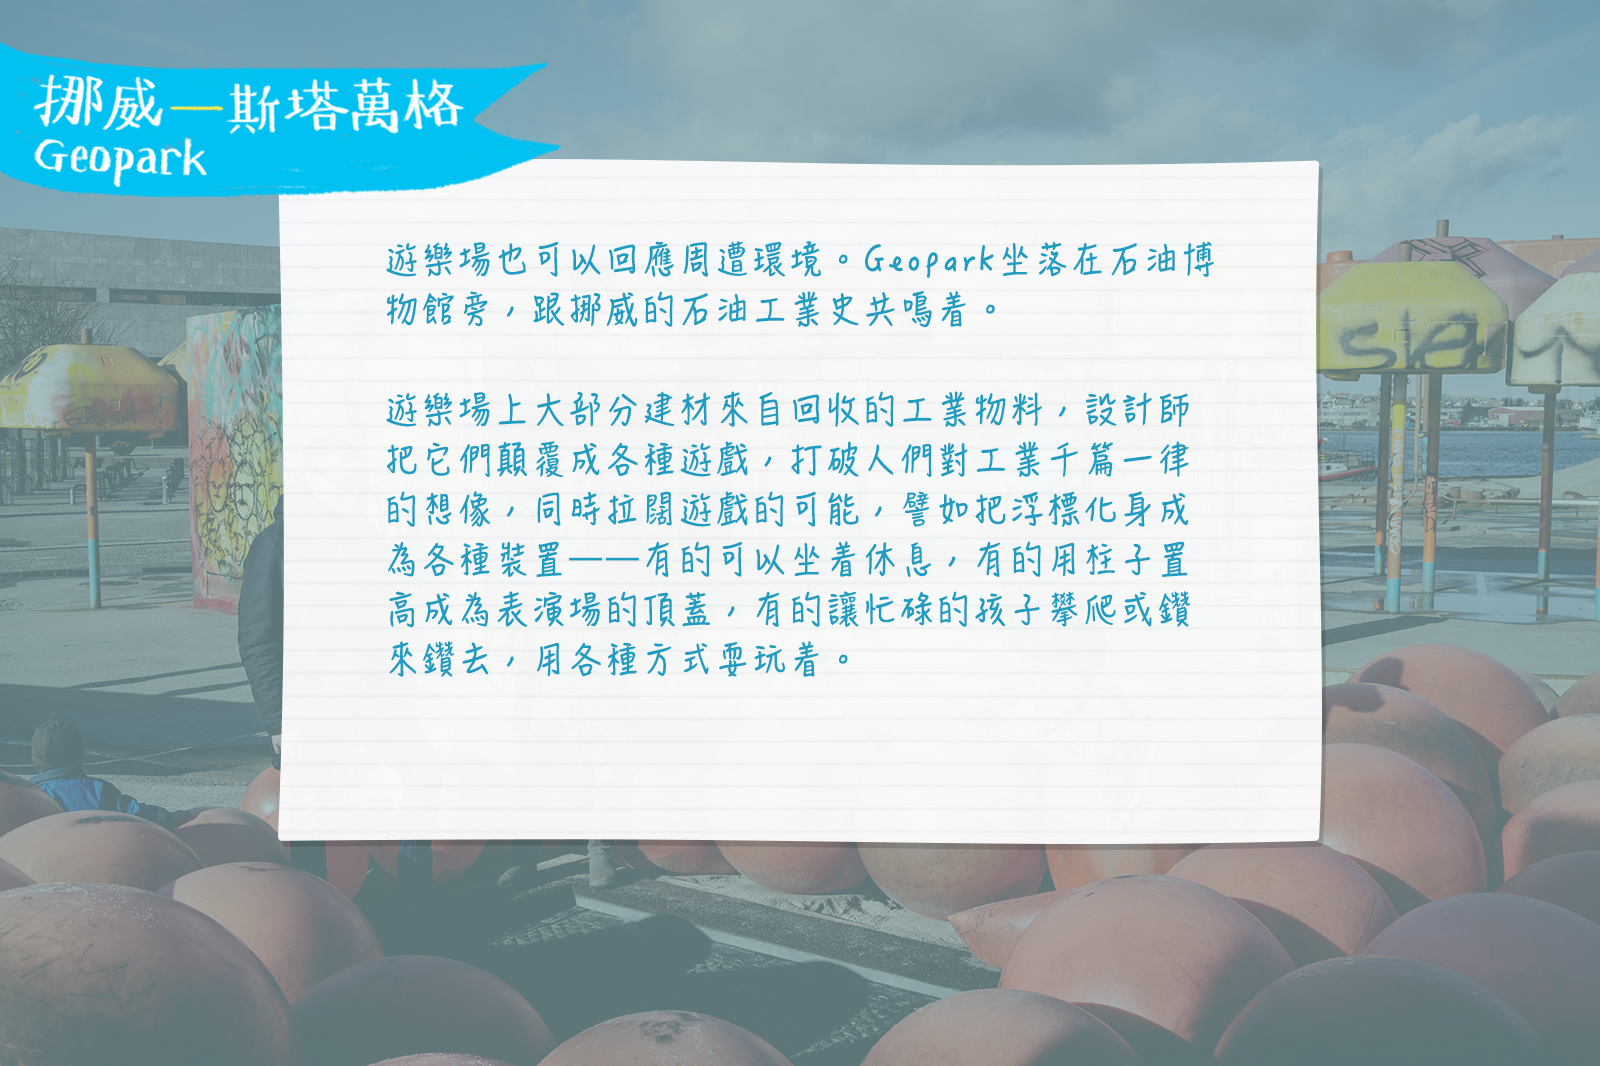 挪威—斯塔萬格
Geopark
遊樂場也可以回應周遭環境。Geopark坐落在石油博
物館旁，跟挪威的石油工業史共鳴着。
遊樂場上大部分建材來自回收的工業物料，設計師
把它們顛覆成各種遊戲，打破人們對工業千篇一律
的想像，同時拉闊遊戲的可能，譬如把浮標化身成
為各種裝置——有的可以坐着休息，有的用柱子置
高成為表演場的頂蓋，有的讓忙碌的孩子攀爬或鑽
來鑽去，用各種方式耍玩着。